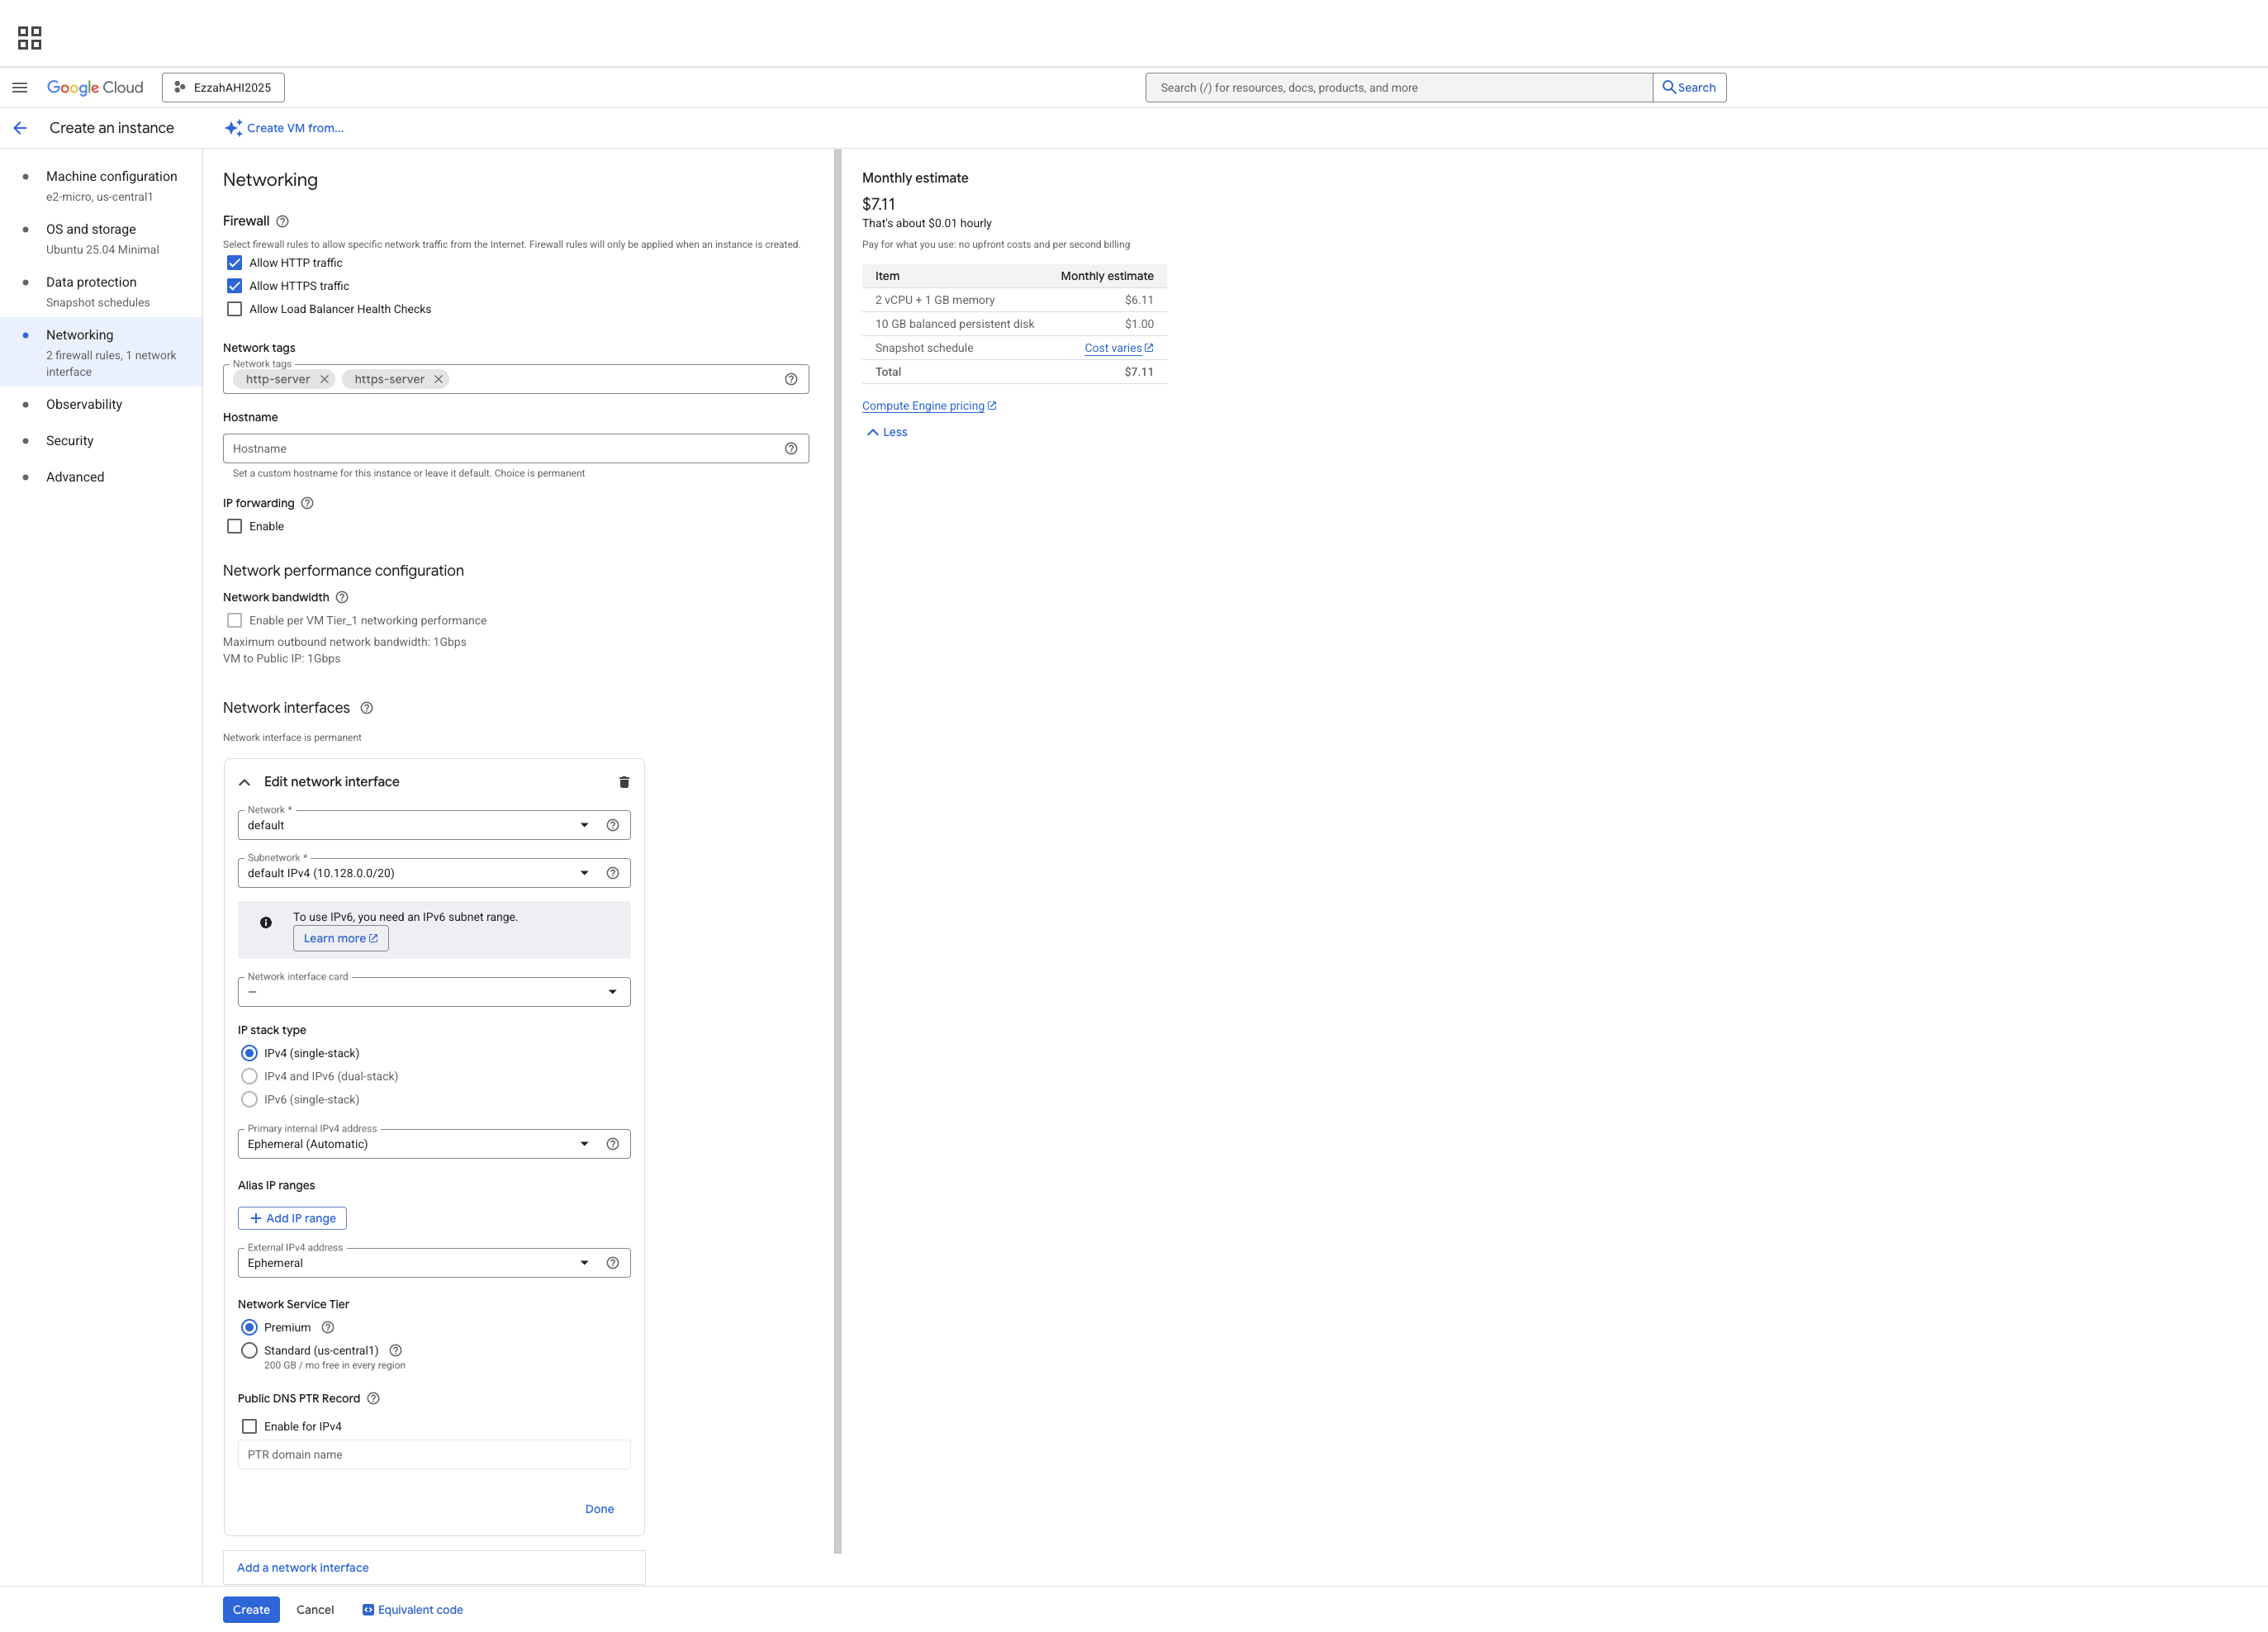 Google Cloud
EzzahAHI2025
Search (/) for resources, docs, products, and more
Search
Create an instance
Create VM from...
Machine configuration
e2-micro, us-central1
OS and storage
Ubuntu 25.04 Minimal
Data protection
Snapshot schedules
Networking
2 firewall rules, 1 network
interface
Observability
Security
Advanced
Networking
Firewall
Select firewall rules to allow specific network traffic from the Internet. Firewall rules will only be applied when an instance is created.
Allow HTTP traffic
Allow HTTPS traffic
Allow Load Balancer Health Checks
Network tags
Network tags
http-server
https-server
Hostname
Hostname
Set a custom hostname for this instance or leave it default. Choice is permanent
IP forwarding
Enable
Network performance configuration
Network bandwidth
Enable per VM Tier_1 networking performance
Maximum outbound network bandwidth: 1Gbps
VM to Public IP: 1Gbps
Network interfaces
Network interface is permanent
Edit network interface
Network *
default
Subnetwork *
default IPv4 (10.128.0.0/20)
To use IPv6, you need an IPv6 subnet range.
Learn more
Network interface card
—
IP stack type
IPv4 (single-stack)
IPv4 and IPv6 (dual-stack)
IPv6 (single-stack)
Primary internal IPv4 address
Ephemeral (Automatic)
Alias IP ranges
+ Add IP range
External IPv4 address
Ephemeral
Network Service Tier
Premium
Standard (us-central1)
200 GB / mo free in every region
Public DNS PTR Record
Enable for IPv4
PTR domain name
Done
Add a network interface
Create
Cancel
Equivalent code
Monthly estimate
$7.11
That's about $0.01 hourly
Pay for what you use: no upfront costs and per second billing
Item Monthly estimate
2 vCPU + 1 GB memory $6.11
10 GB balanced persistent disk $1.00
Snapshot schedule Cost varies
Total $7.11
Compute Engine pricing
Less